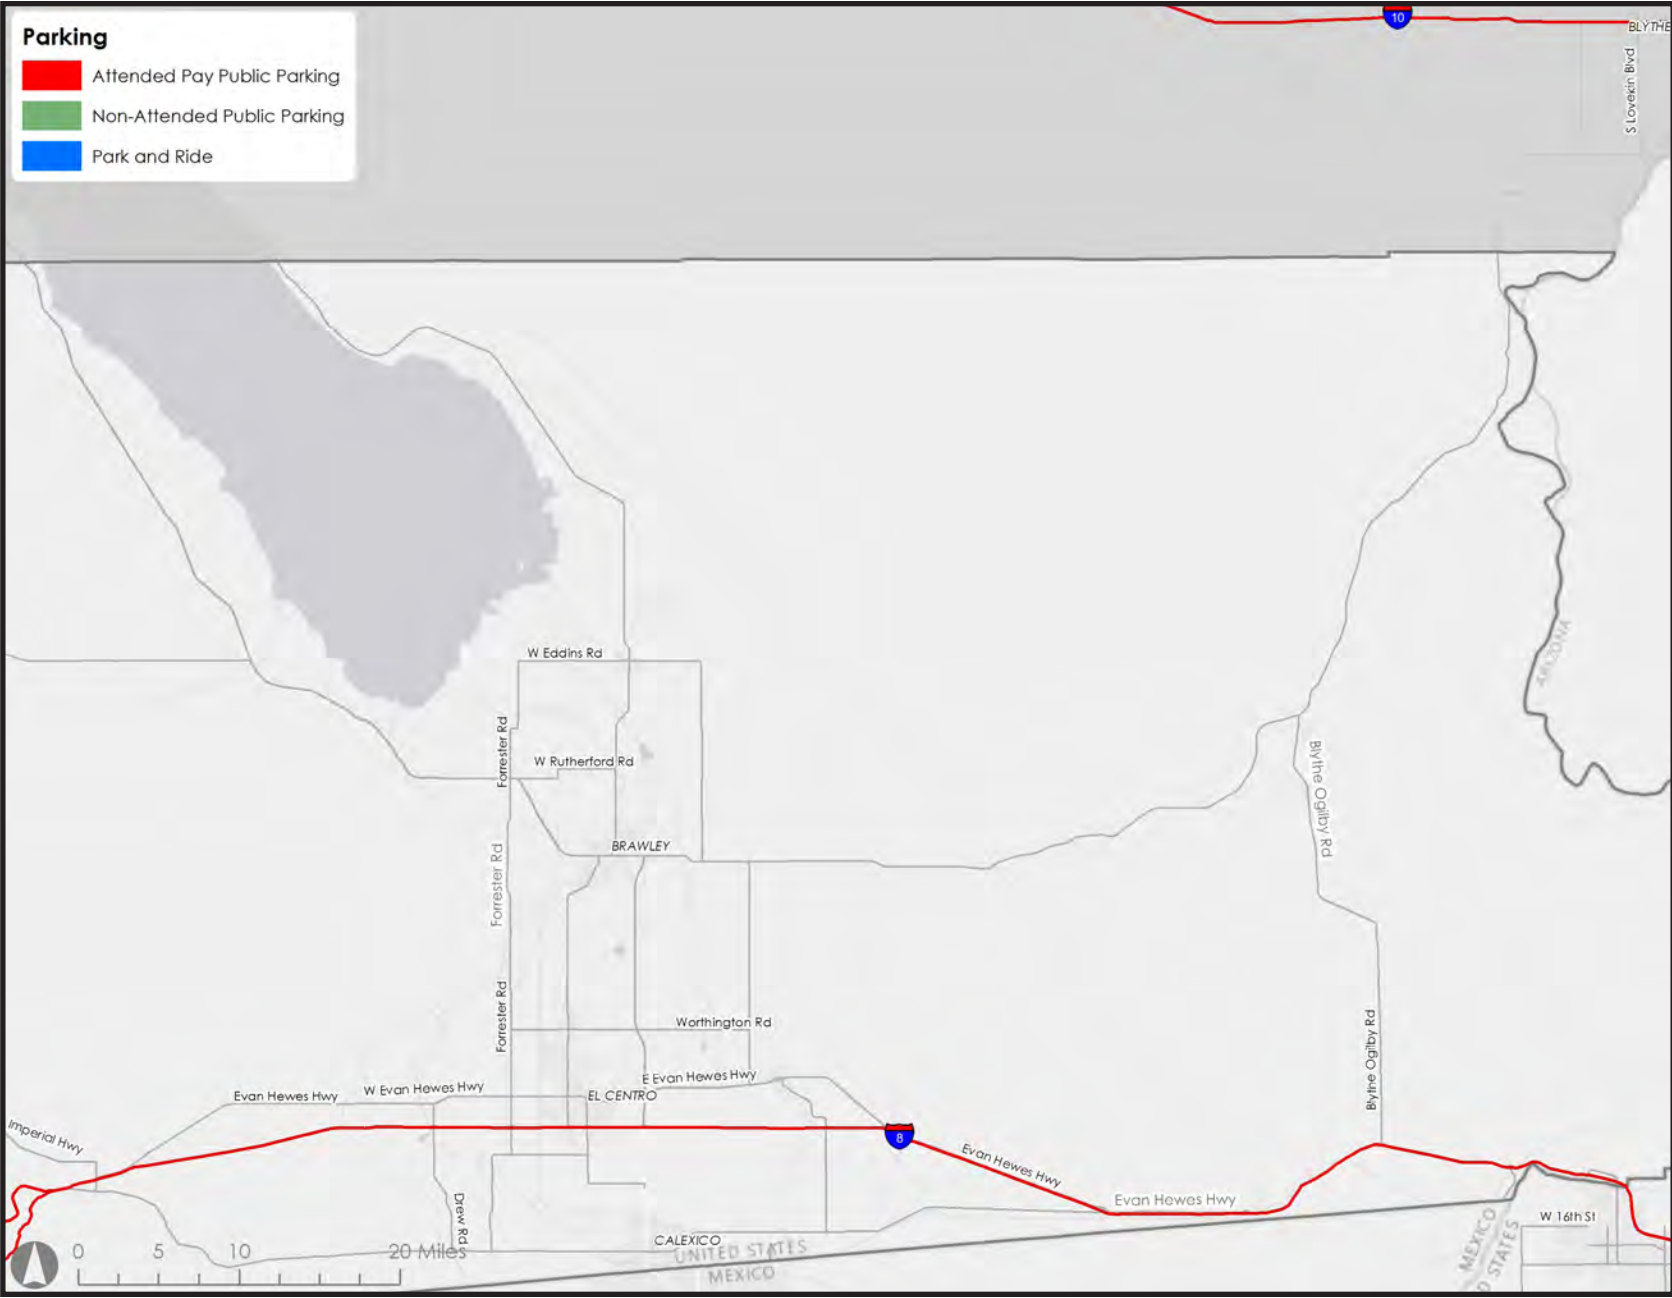 Parking
Attended Pay Public Parking
Non-Attended Public Parking
Park and Ride
10
BLYTHE
S Lovekin Blvd
ARIZONA
W Eddins Rd
Forrester Rd
W Rutherford Rd
Blythe Ogilby Rd
BRAWLEY
Forrester Rd
Forrester Rd
Worthington Rd
Blythe Ogilby Rd
E Evan Hewes Hwy
W Evan Hewes Hwy
Evan Hewes Hwy
EL CENTRO
Imperial Hwy
8
Evan Hewes Hwy
Evan Hewes Hwy
Drew Rd
W 16th St
CALEXICO
UNITED STATES
MEXICO
MEXICO
D STATES
0 5 10 20 Miles